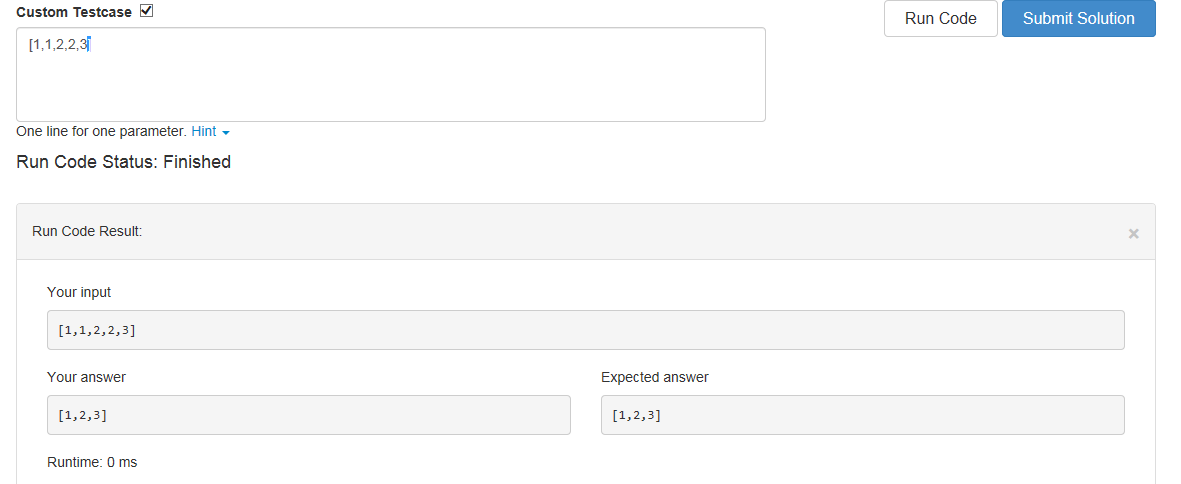 Custom Testcase
Run Code
Submit Solution
[1,1,2,2,3]
One line for one parameter. Hint
Run Code Status: Finished
Run Code Result:
×
Your input
[1,1,2,2,3]
Your answer
Expected answer
[1,2,3]
[1,2,3]
Runtime: 0 ms